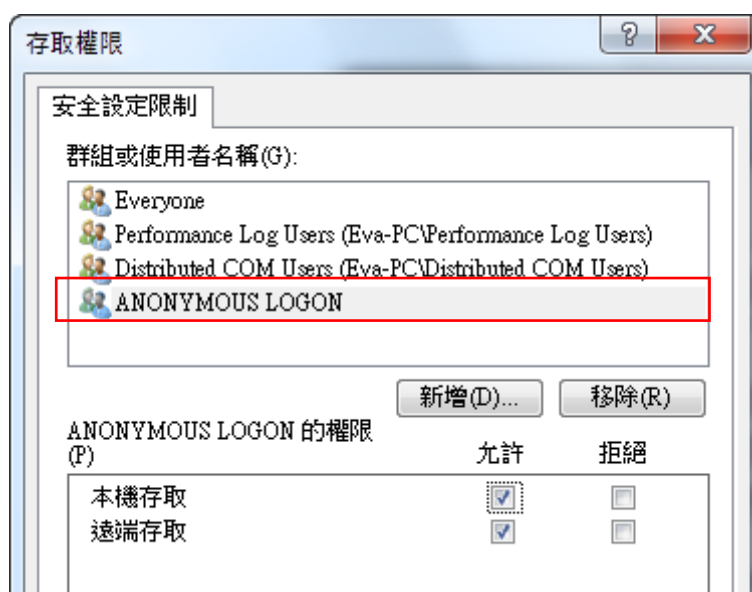 存取權限
安全設定限制
群組或使用者名稱(G):
Everyone
Performance Log Users (Eva-PC\Performance Log Users)
Distributed COM Users (Eva-PC\Distributed COM Users)
ANONYMOUS LOGON
新增(D)... 移除(R)
ANONYMOUS LOGON 的權限
(P) 允許 拒絕
本機存取
遠端存取